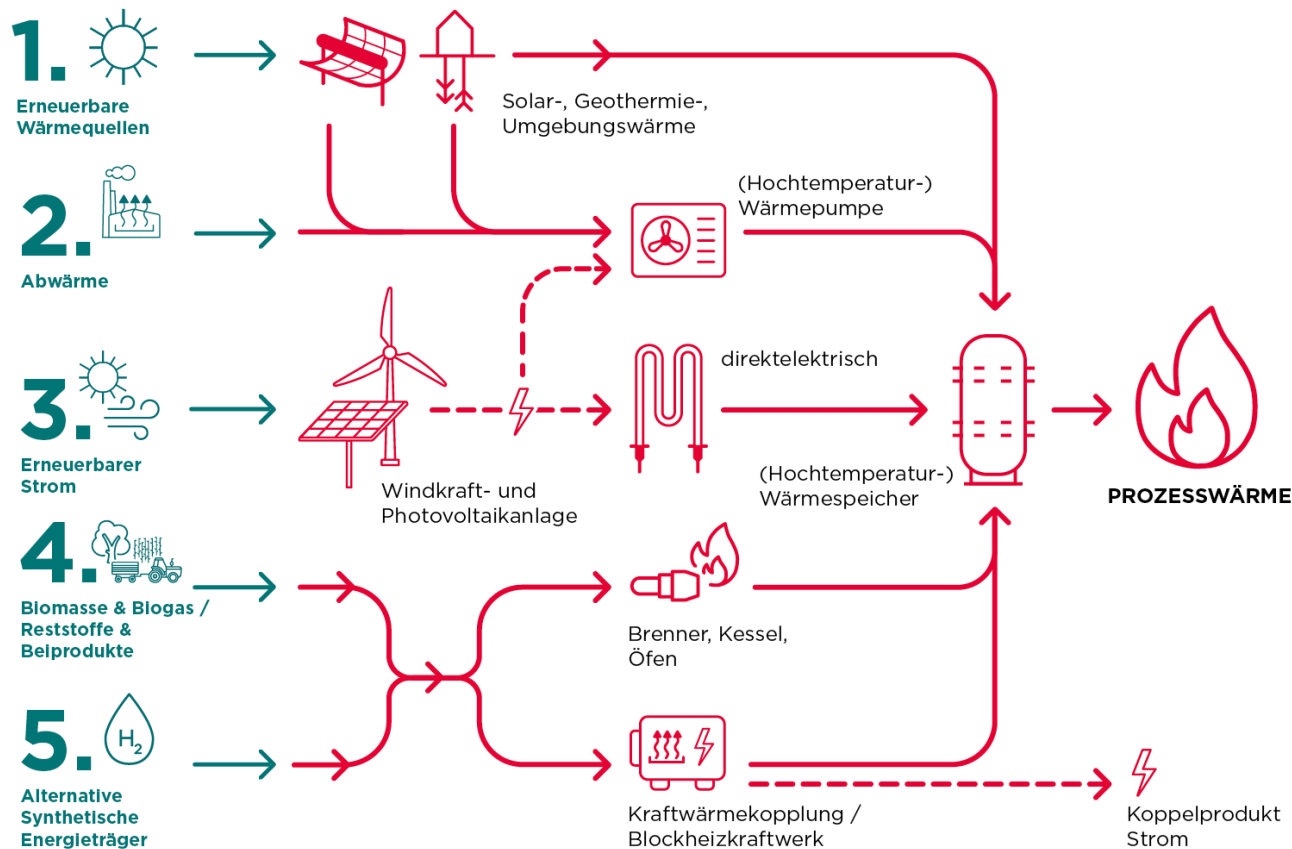 1.
Erneuerbare
Wärmequellen
Solar-, Geothermie-,
Umgebungswärme
2.
Abwärme
(Hochtemperatur-)
Wärmepumpe
3.
Erneuerbarer
Strom
Windkraft- und
Photovoltaikanlage
direktelektrisch
(Hochtemperatur-)
Wärmespeicher
PROZESSWÄRME
4.
Biomasse & Biogas /
Reststoffe &
Beiprodukte
Brenner, Kessel,
Öfen
5.
H2
Alternative
Synthetische
Energieträger
Kraftwärmekopplung /
Blockheizkraftwerk
Koppelprodukt
Strom